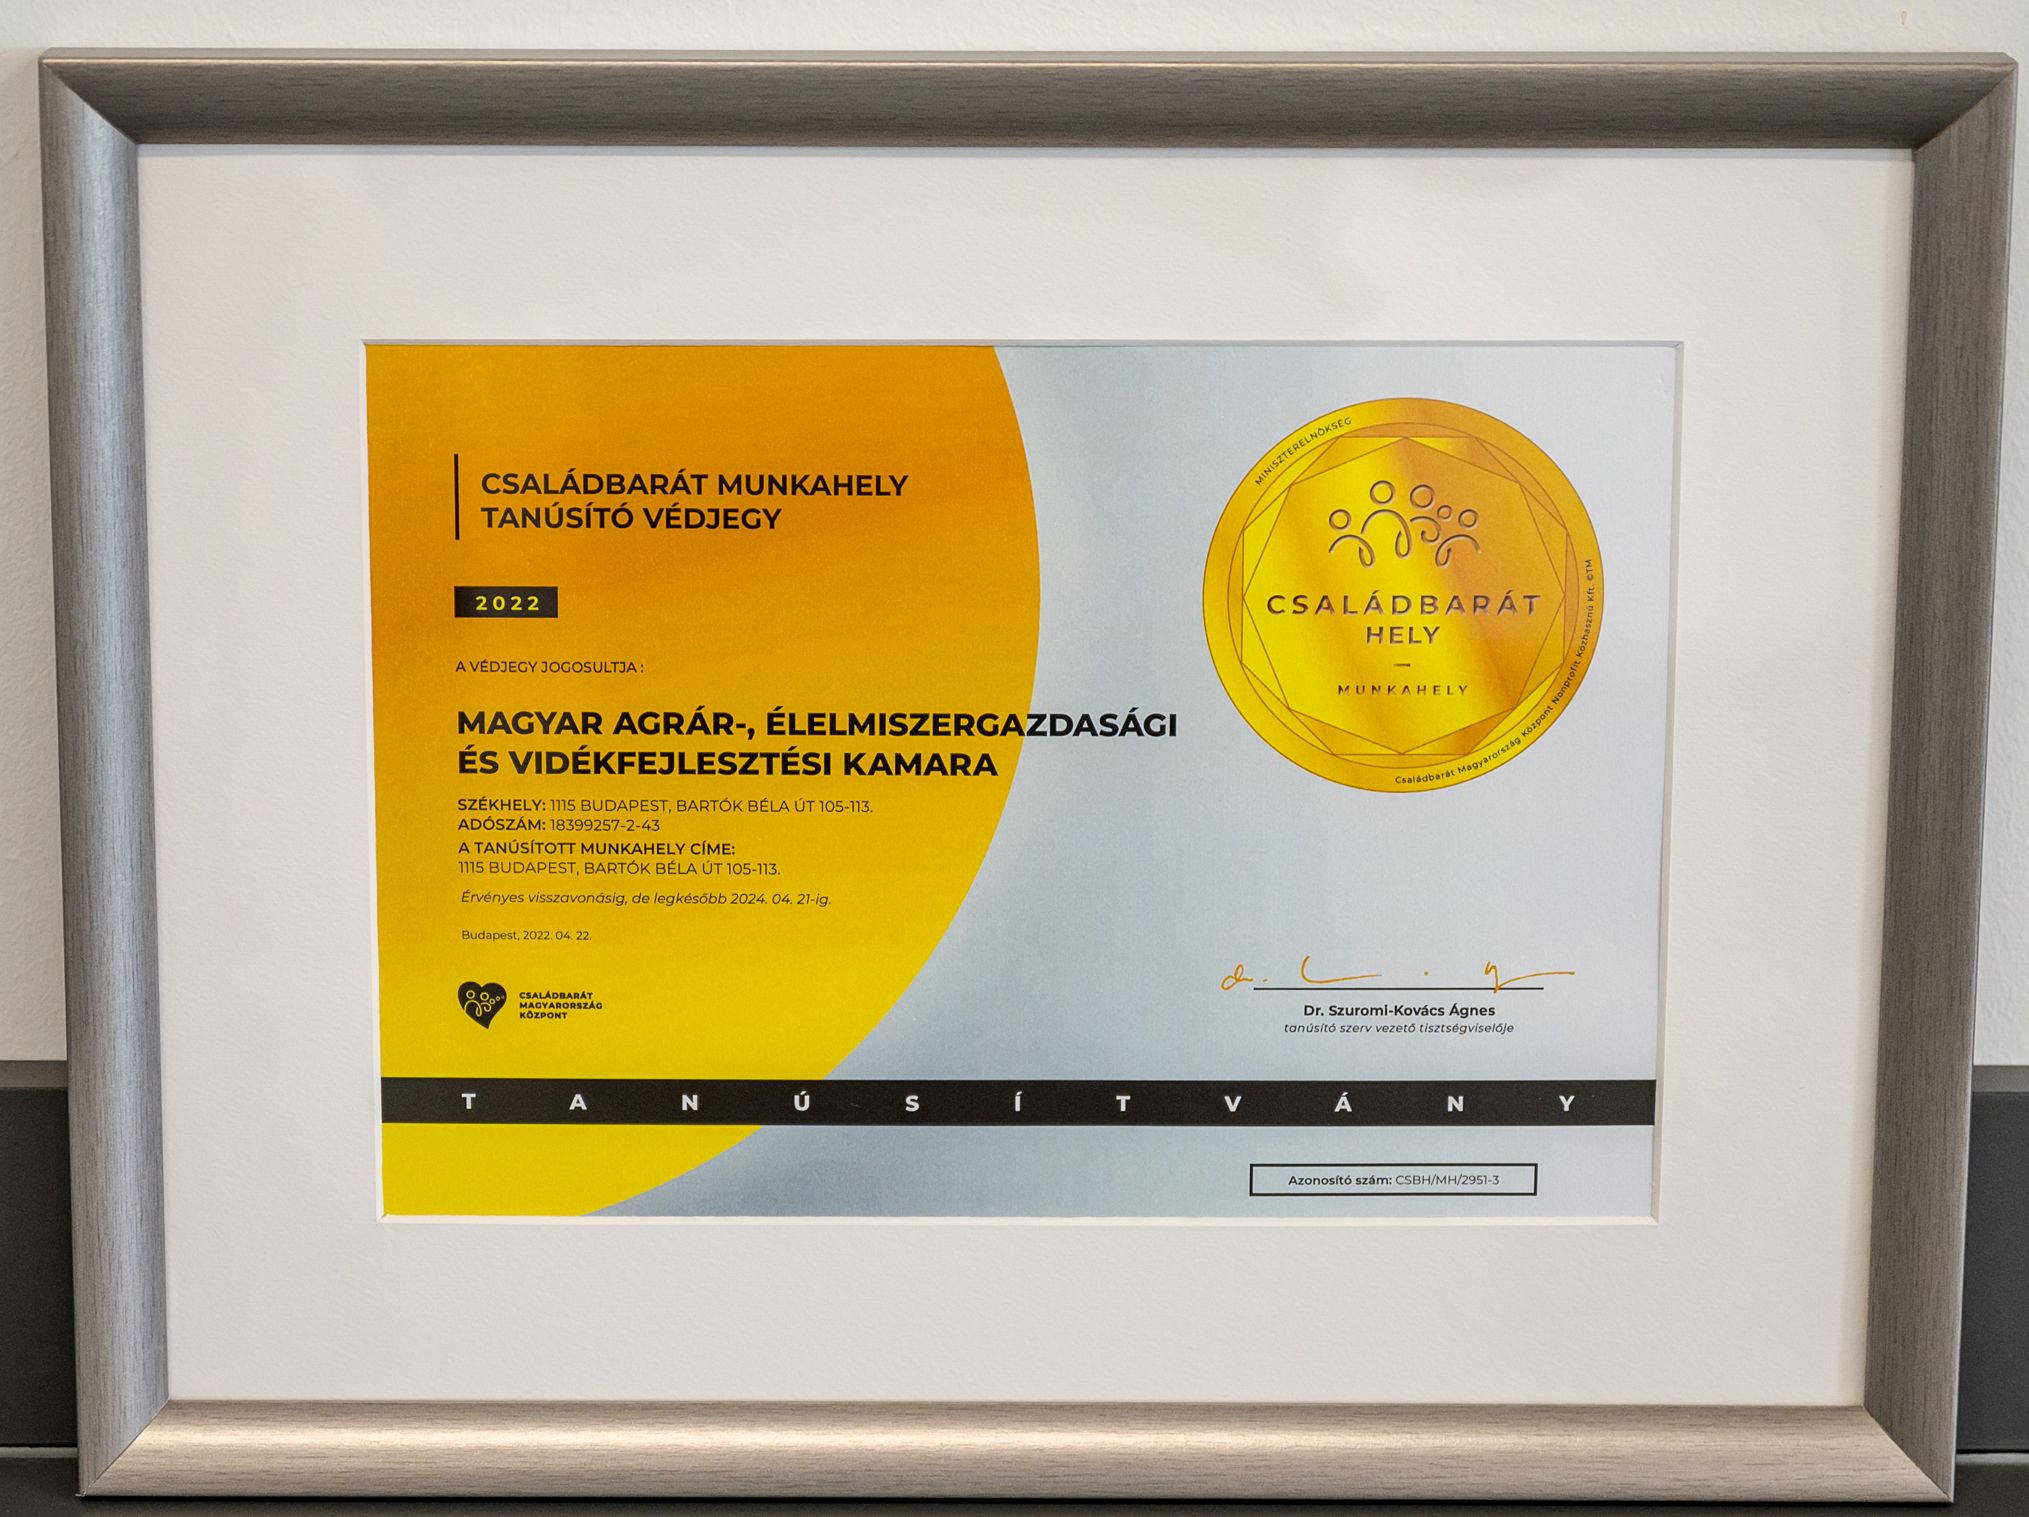 CSALÁDBARÁT MUNKAHELY
TANÚSÍTÓ VÉDJEGY
2022
A VÉDJEGY JOGOSULTJA :
MAGYAR AGRÁR-, ÉLELMISZERGAZDASÁGI
ÉS VIDÉKFEJLESZTÉSI KAMARA
SZÉKHELY: 1115 BUDAPEST, BARTÓK BÉLA ÚT 105-113.
ADÓSZÁM: 18399257-2-43
A TANÚSÍTOTT MUNKAHELY CÍME:
1115 BUDAPEST, BARTÓK BÉLA ÚT 105-113.
Érvényes visszavonásig, de legkésőbb 2024. 04. 21-ig.
Budapest, 2022. 04. 22.
CSALÁDBARÁT
MAGYARORSZÁG
KÖZPONT
MINISZTERELNÖKSÉG
CSALÁDBARÁT
HELY
MUNKAHELY
Családbarát Magyarország Központ Nonprofit Közhasznú Kft. ©TM
Dr. Szuromi-Kovács Ágnes
tanúsító szerv vezető tisztségviselője
TANÚSÍTVÁNY
Azonosító szám: CSBH/MH/2951-3